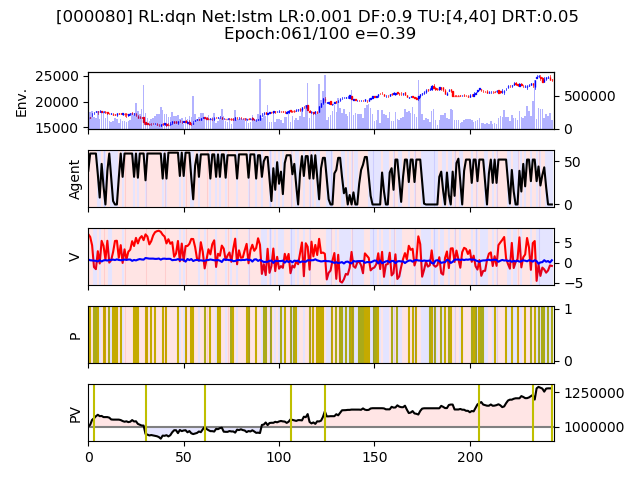 [000080] RL:dqn Net:lstm LR:0.001 DF:0.9 TU:[4,40] DRT:0.05
Epoch:061/100 e=0.39
Env.
25000
20000
15000
500000
0
Agent
50
0
V
5
0
−5
P
1
0
PV
1250000
1000000
0 50 100 150 200